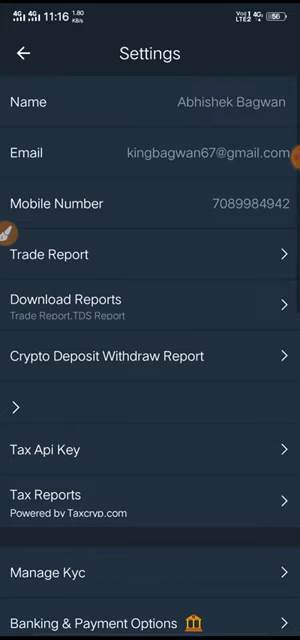 4G 4G 11:16 1.80 KB/s Vo) 1 LTE2 4G 56
Settings
Name Abhishek Bagwan
Email kingbagwan67@gmail.com
Mobile Number 7089984942
Trade Report
Download Reports
Trade Report,TDS Report
Crypto Deposit Withdraw Report
Tax Api Key
Tax Reports
Powered by Taxcryp.com
Manage Kyc
Banking & Payment Options